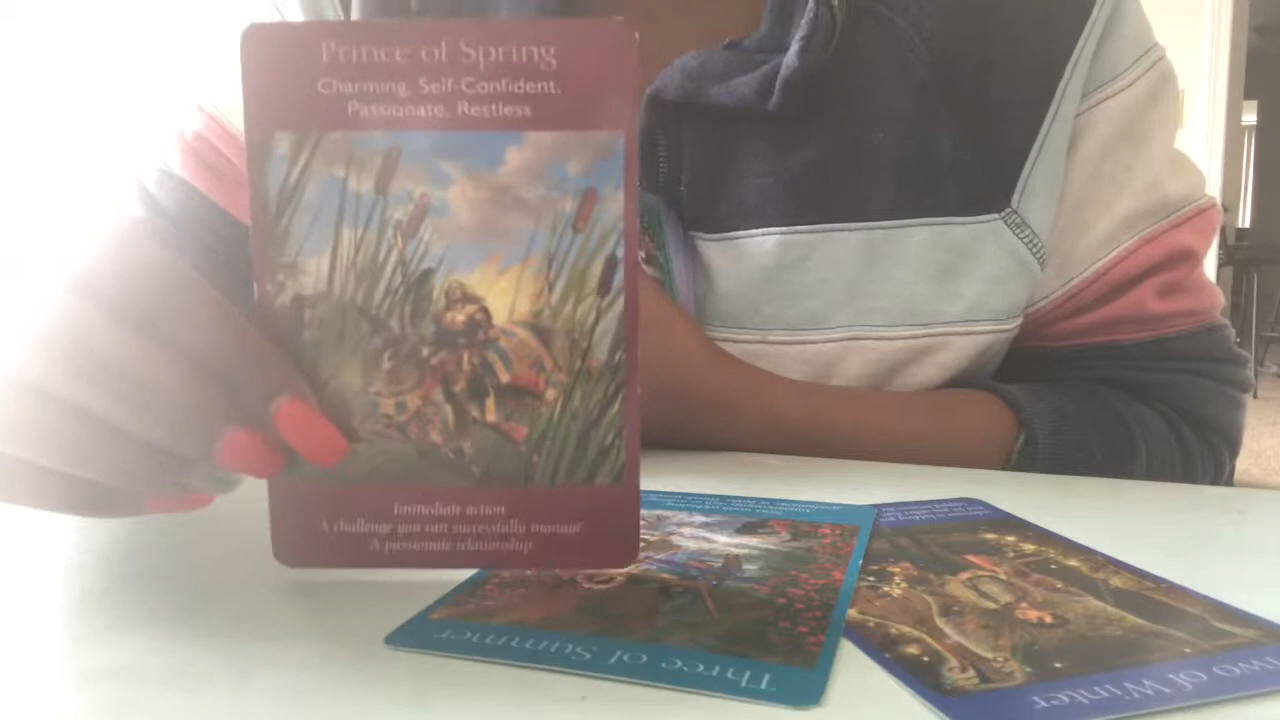 Prince of Spring
Charming, Self-Confident,
Passionate, Restless
Immediate action
A challenge you can successfully manage
A passionate relationship
Three of Summer
Two of Winter